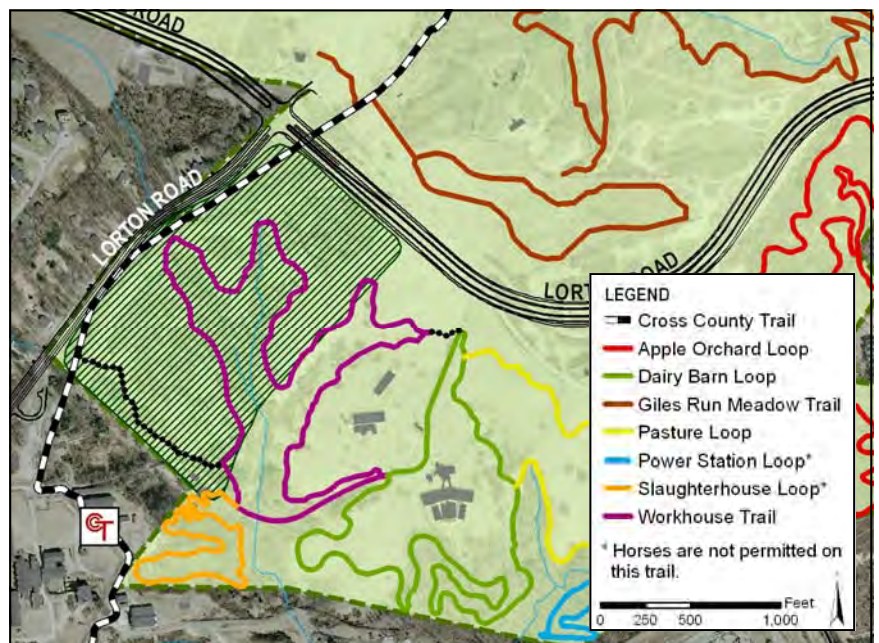 ROAD
LORTON ROAD
LORT
ROAD
CT
LEGEND
Cross County Trail
Apple Orchard Loop
Dairy Barn Loop
Giles Run Meadow Trail
Pasture Loop
Power Station Loop*
Slaughterhouse Loop*
Workhouse Trail
* Horses are not permitted on
this trail.
Feet
0 250 500 1,000